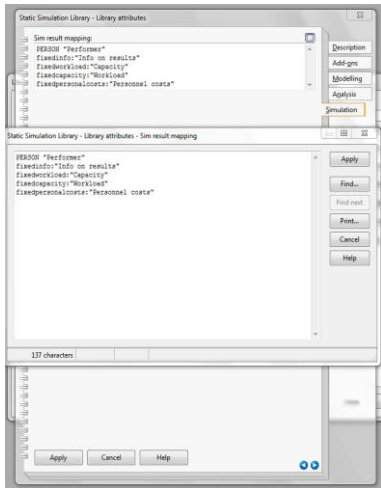 Static Simulation Library - Library attributes
Sim result mapping:
PERSON "Performer"
fixedinfo:"Info on results"
fixedworkload:"Capacity"
fixedcapacity:"Workload"
fixedpersonalcosts:"Personnel costs"
Description
Add-ons
Modelling
Analysis
Simulation
Static Simulation Library - Library attributes - Sim result mapping
PERSON "Performer"
fixedinfo:"Info on results"
fixedworkload:"Capacity"
fixedcapacity:"Workload"
fixedpersonalcosts:"Personnel costs"
Apply
Find...
Find next
Print...
Cancel
Help
137 characters
Apply Cancel Help